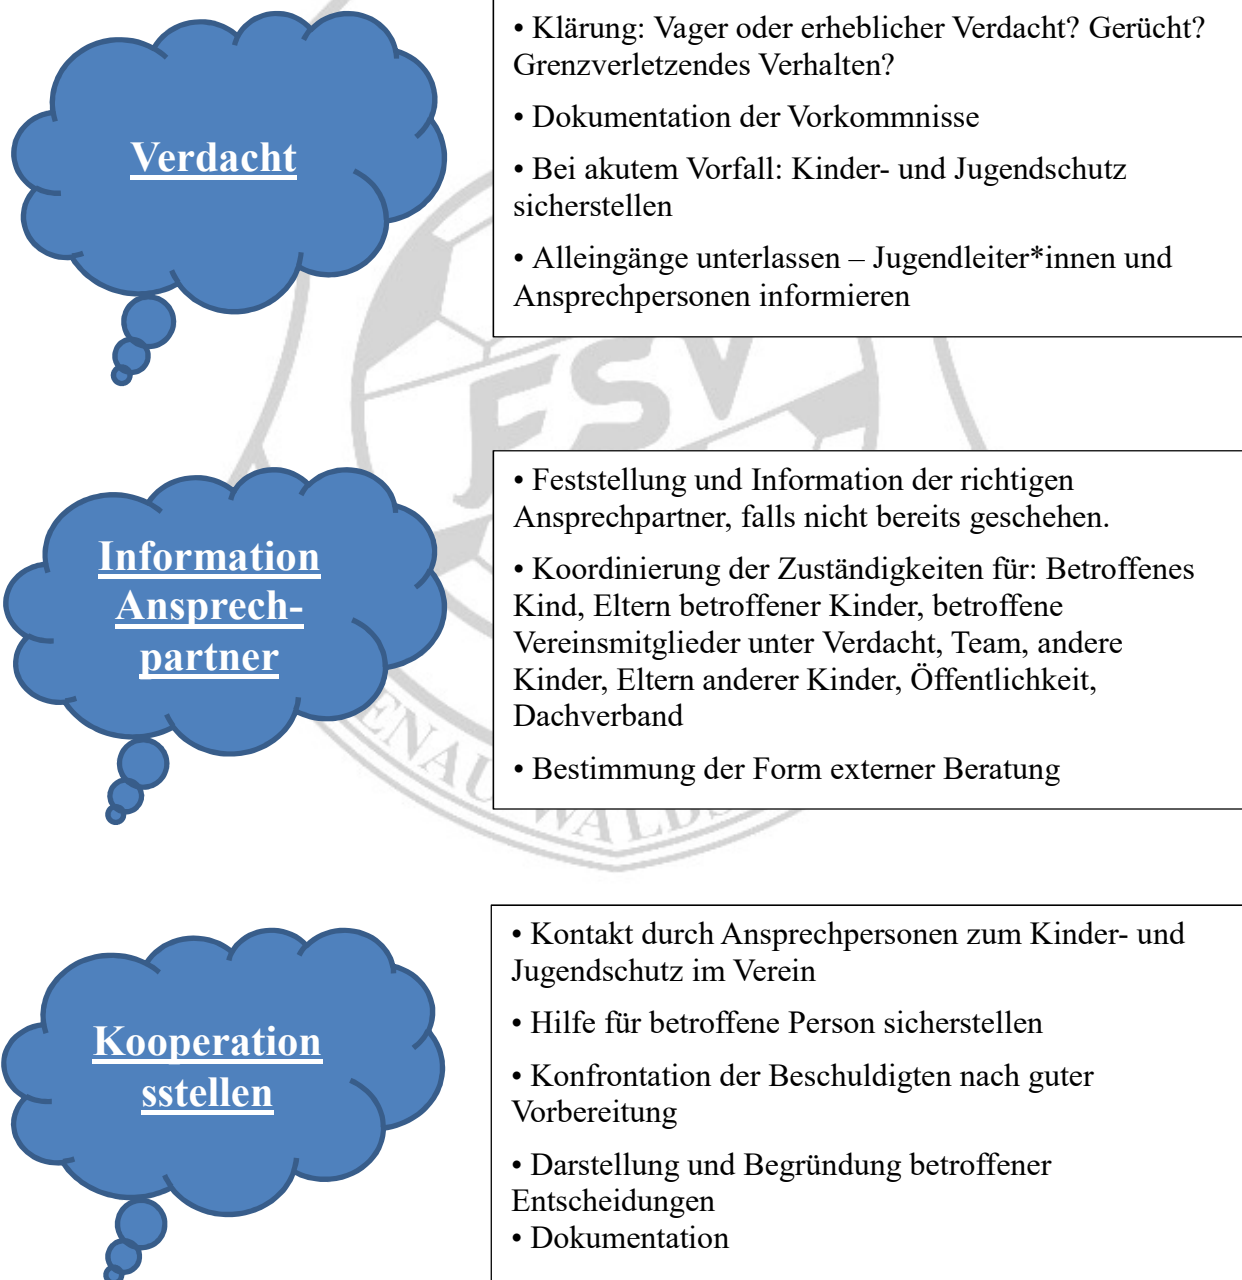 Verdacht
• Klärung: Vager oder erheblicher Verdacht? Gerücht?
Grenzverletzendes Verhalten?
• Dokumentation der Vorkommnisse
• Bei akutem Vorfall: Kinder- und Jugendschutz
sicherstellen
• Alleingänge unterlassen – Jugendleiter*innen und
Ansprechpersonen informieren
FSV
Information
Ansprech-
partner
• Feststellung und Information der richtigen
Ansprechpartner, falls nicht bereits geschehen.
• Koordinierung der Zuständigkeiten für: Betroffenes
Kind, Eltern betroffener Kinder, betroffene
Vereinsmitglieder unter Verdacht, Team, andere
Kinder, Eltern anderer Kinder, Öffentlichkeit,
Dachverband
• Bestimmung der Form externer Beratung
Kooperation
sstellen
• Kontakt durch Ansprechpersonen zum Kinder- und
Jugendschutz im Verein
• Hilfe für betroffene Person sicherstellen
• Konfrontation der Beschuldigten nach guter
Vorbereitung
• Darstellung und Begründung betroffener
Entscheidungen
• Dokumentation